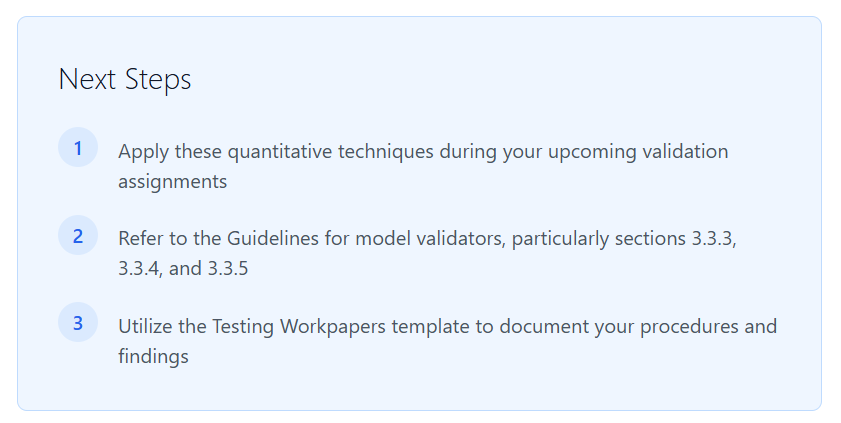 Next Steps
1
Apply these quantitative techniques during your upcoming validation
assignments
2
Refer to the Guidelines for model validators, particularly sections 3.3.3,
3.3.4, and 3.3.5
3
Utilize the Testing Workpapers template to document your procedures and
findings